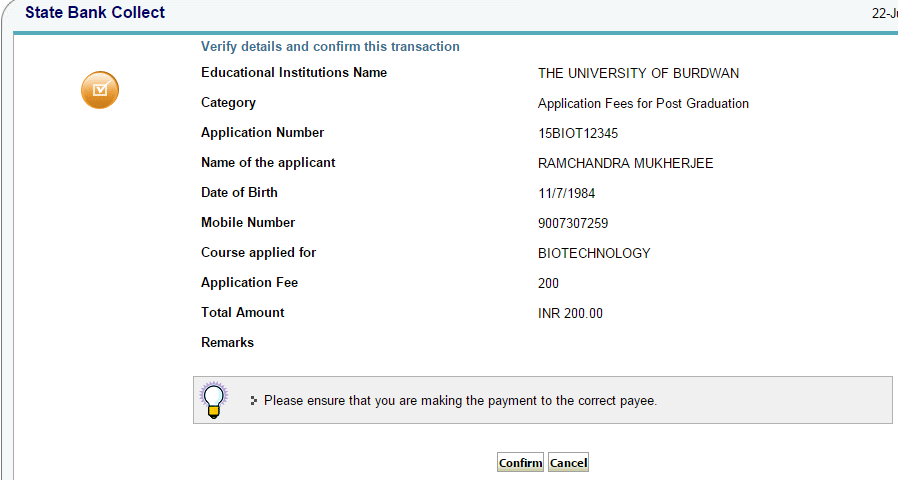 State Bank Collect
22-J
Verify details and confirm this transaction
Educational Institutions Name THE UNIVERSITY OF BURDWAN
Category Application Fees for Post Graduation
Application Number 15BIOT12345
Name of the applicant RAMCHANDRA MUKHERJEE
Date of Birth 11/7/1984
Mobile Number 9007307259
Course applied for BIOTECHNOLOGY
Application Fee 200
Total Amount INR 200.00
Remarks
Please ensure that you are making the payment to the correct payee.
Confirm Cancel